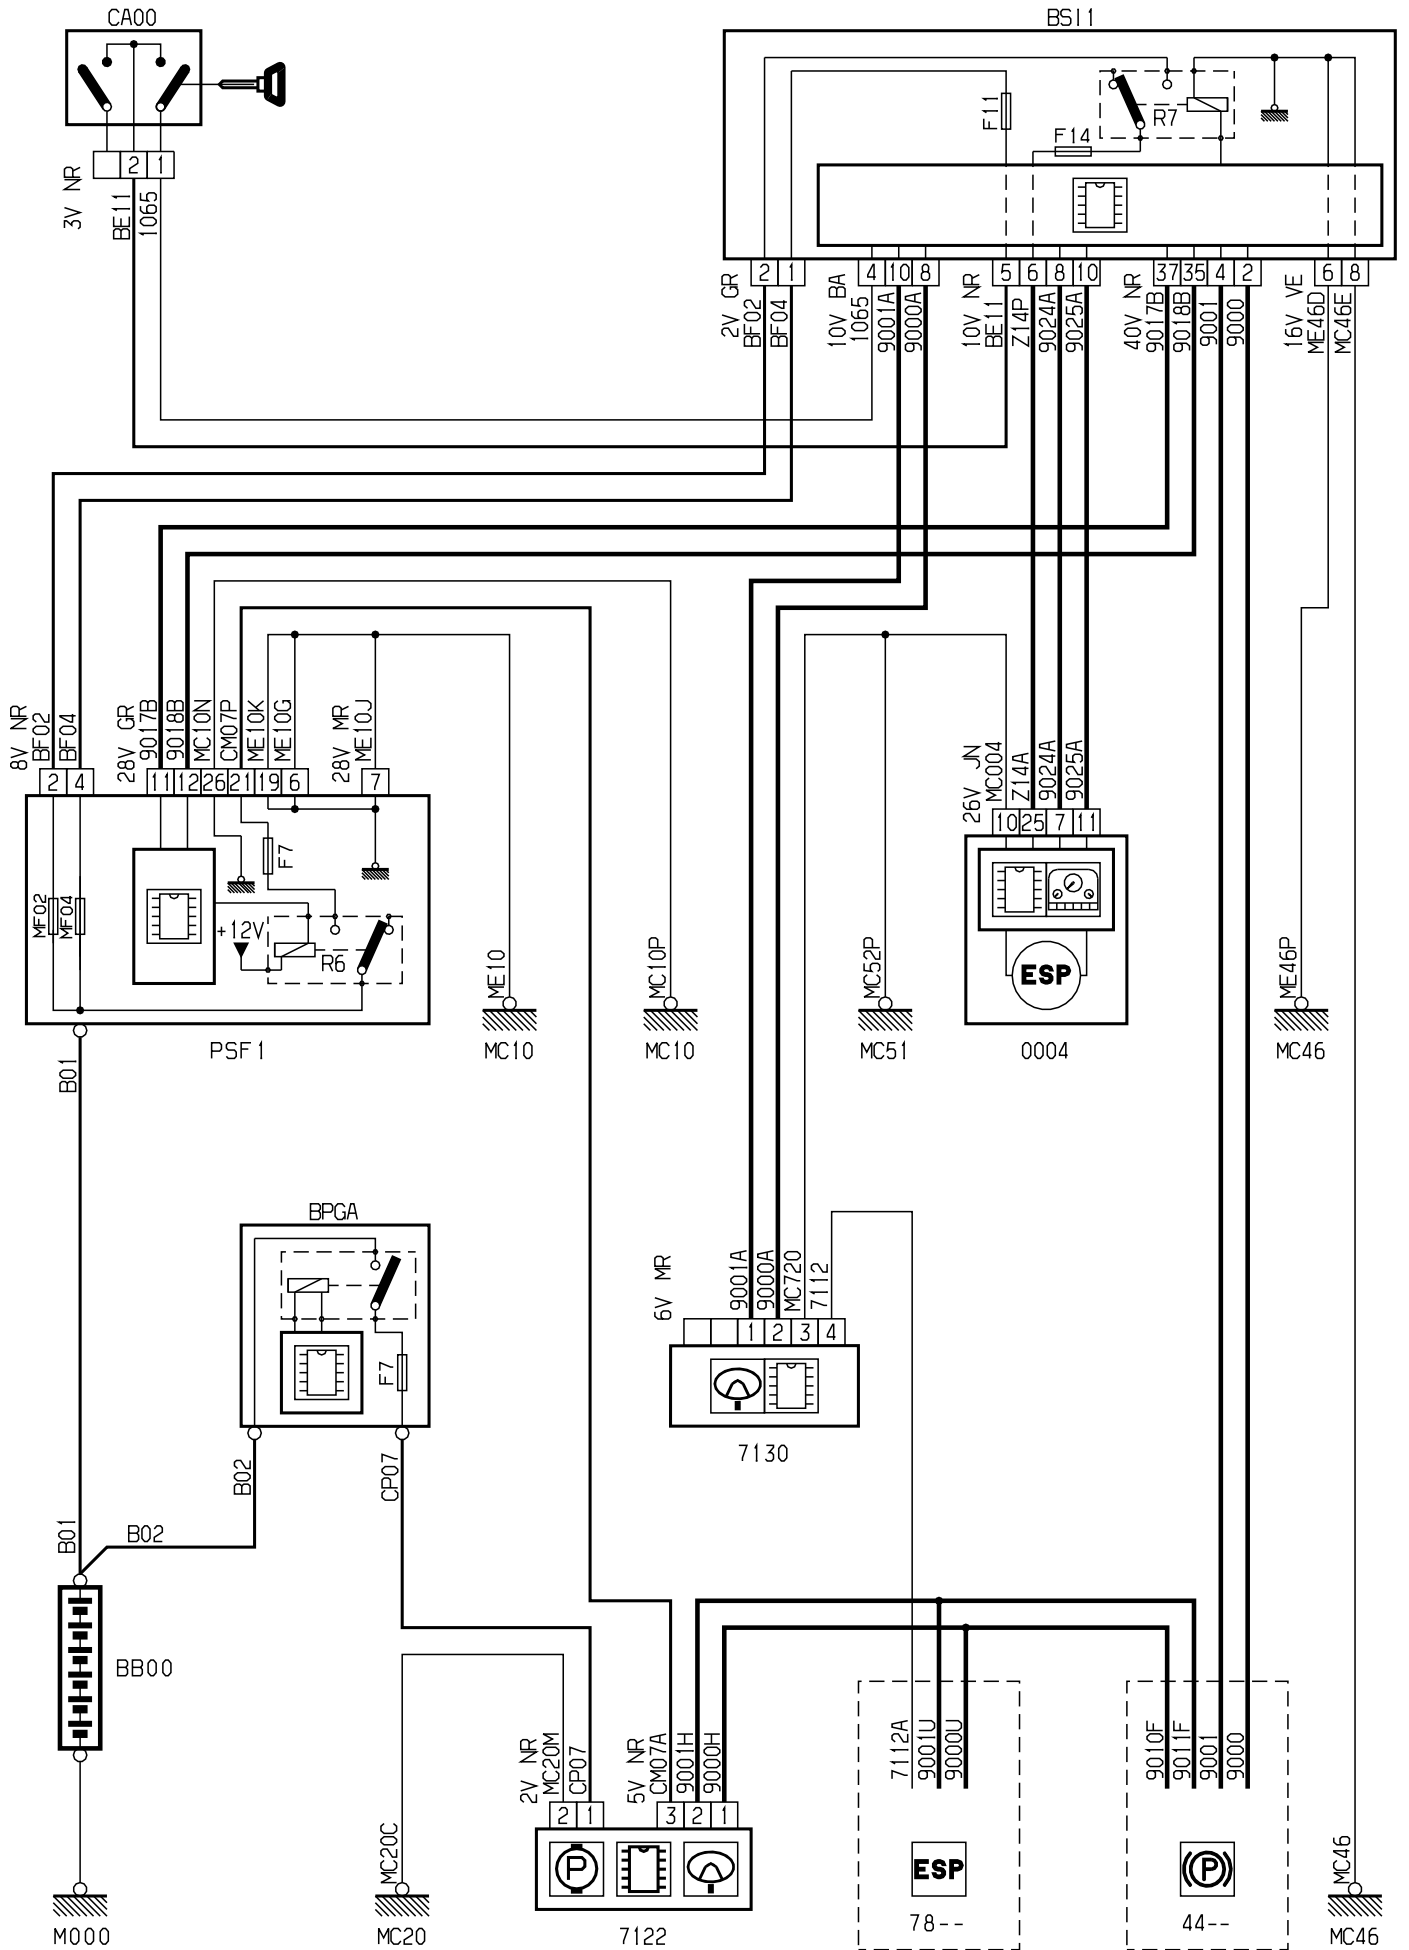 CA00
BSI1
F11
F14
R7
2 1
3V NR
BE11
1065
2 1 4 10 8 5 6 8 10 37 35 4 2 6 8
2V GR
BF02
BF04
10V BA
1065
9001A
9000A
10V NR
BE11
Z14P
9024A
9025A
40V NR
9017B
9018B
9001
9000
16V VE
ME46D
MC46E
8V NR
BF02
BF04
28V GR
9017B
9018B
MC10N
CM07P
ME10K
ME10G
28V MR
ME10J
2 4 11 12 26 21 19 6 7
26V JN
MC004
Z14A
9024A
9025A
10 25 7 11
F7
MF02
MF04
+12V
R6
ESP
ME10
MC10P
MC52P
ME46P
PSF1
MC10
MC10
MC51
0004
MC46
B01
BPGA
F7
6V MR
9001A
9000A
MC720
7112
1 2 3 4
7130
B02
CP07
B01
B02
BB00
2V NR
MC20M
CP07
5V NR
CM07A
9001H
9000H
7112A
9001U
9000U
9010F
9011F
9001
9000
2 1 3 2 1
MC20C
P
ESP
P
MC46
M000
MC20
7122
78--
44--
MC46